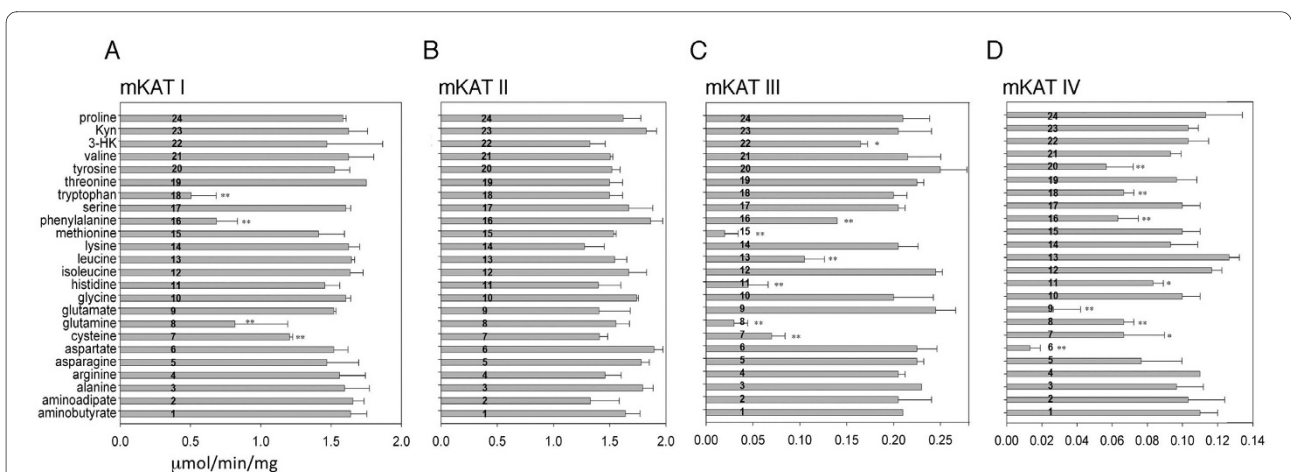 A B C D
mKAT I mKAT II mKAT III mKAT IV
proline 24 24 24 24
Kyn 23 23 23 23
3-HK 22 22 22 * 22
valine 21 21 21 21
tyrosine 20 20 20 20 **
threonine 19 19 19 19
tryptophan 18 ** 18 18 18 **
serine 17 17 17 17
phenylalanine 16 ** 16 16 ** 16 **
methionine 15 15 15 ** 15
lysine 14 14 14 14
leucine 13 13 13 ** 13
isoleucine 12 12 12 12
histidine 11 11 11 ** 11 *
glycine 10 10 10 10
glutamate 9 9 9 9 **
glutamine 8 ** 8 8 ** 8 **
cysteine 7 ** 7 7 ** 7 *
aspartate 6 6 6 6 **
asparagine 5 5 5 5
arginine 4 4 4 4
alanine 3 3 3 3
aminoadipate 2 2 2 2
aminobutyrate 1 1 1 1
0.0 0.5 1.0 1.5 2.0 0.0 0.5 1.0 1.5 2.0 0.00 0.05 0.10 0.15 0.20 0.25 0.00 0.02 0.04 0.06 0.08 0.10 0.12 0.14
μmol/min/mg